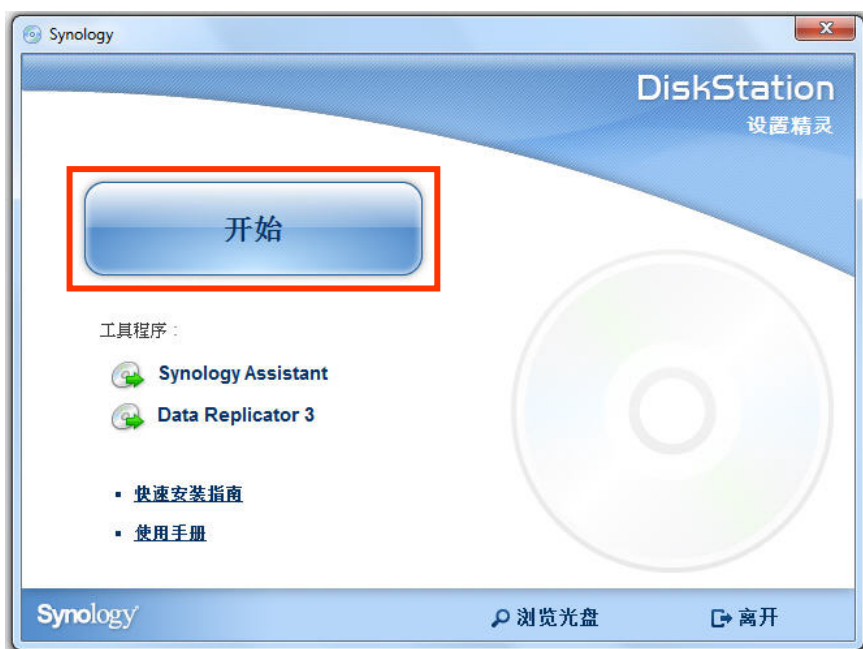 Synology
DiskStation
设置精灵
开始
工具程序：
Synology Assistant
Data Replicator 3
快速安装指南
使用手册
Synology
浏览光盘
离开